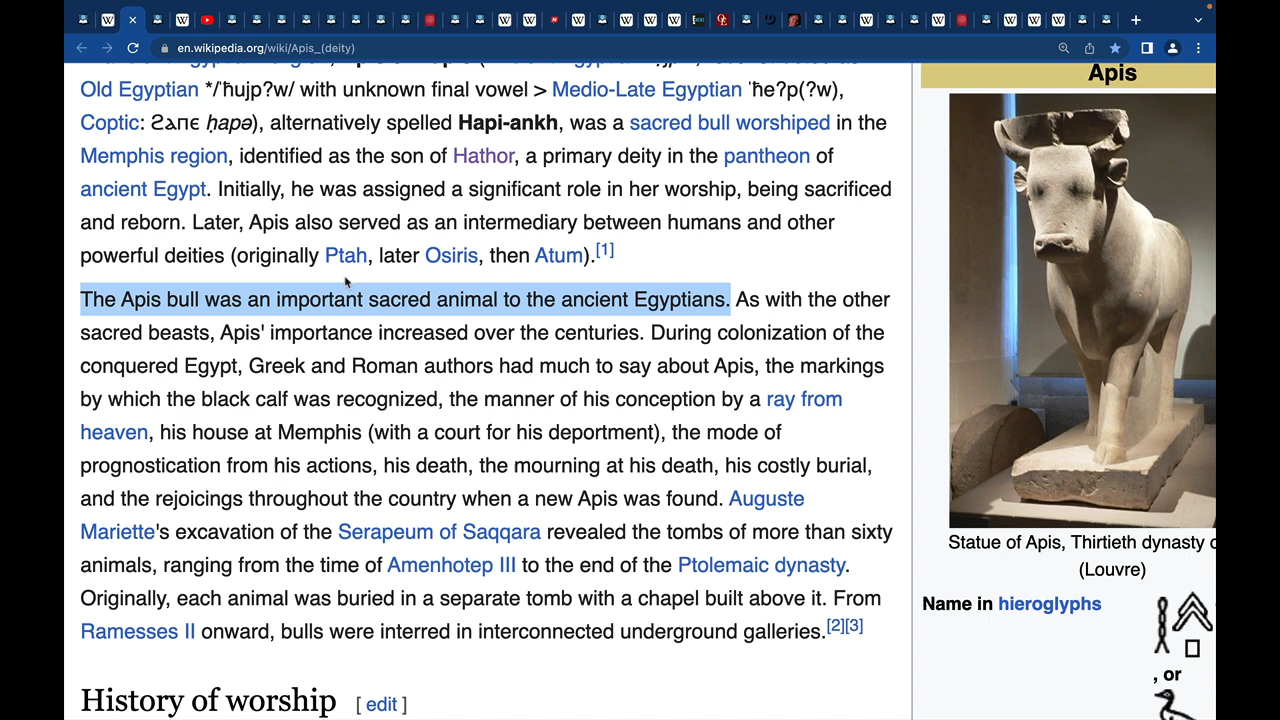 en.wikipedia.org/wiki/Apis_(deity)
Old Egyptian */ˈħujp?w/ with unknown final vowel > Medio-Late Egyptian ˈħe?p(?w),
Coptic: Ϩⲁⲡⲉ ḥapə), alternatively spelled Hapi-ankh, was a sacred bull worshiped in the
Memphis region, identified as the son of Hathor, a primary deity in the pantheon of
ancient Egypt. Initially, he was assigned a significant role in her worship, being sacrificed
and reborn. Later, Apis also served as an intermediary between humans and other
powerful deities (originally Ptah, later Osiris, then Atum).[1]
The Apis bull was an important sacred animal to the ancient Egyptians. As with the other
sacred beasts, Apis' importance increased over the centuries. During colonization of the
conquered Egypt, Greek and Roman authors had much to say about Apis, the markings
by which the black calf was recognized, the manner of his conception by a ray from
heaven, his house at Memphis (with a court for his deportment), the mode of
prognostication from his actions, his death, the mourning at his death, his costly burial,
and the rejoicings throughout the country when a new Apis was found. Auguste
Mariette's excavation of the Serapeum of Saqqara revealed the tombs of more than sixty
animals, ranging from the time of Amenhotep III to the end of the Ptolemaic dynasty.
Originally, each animal was buried in a separate tomb with a chapel built above it. From
Ramesses II onward, bulls were interred in interconnected underground galleries.[2][3]
History of worship [ edit ]
Apis
Statue of Apis, Thirtieth dynasty
(Louvre)
Name in hieroglyphs
, or